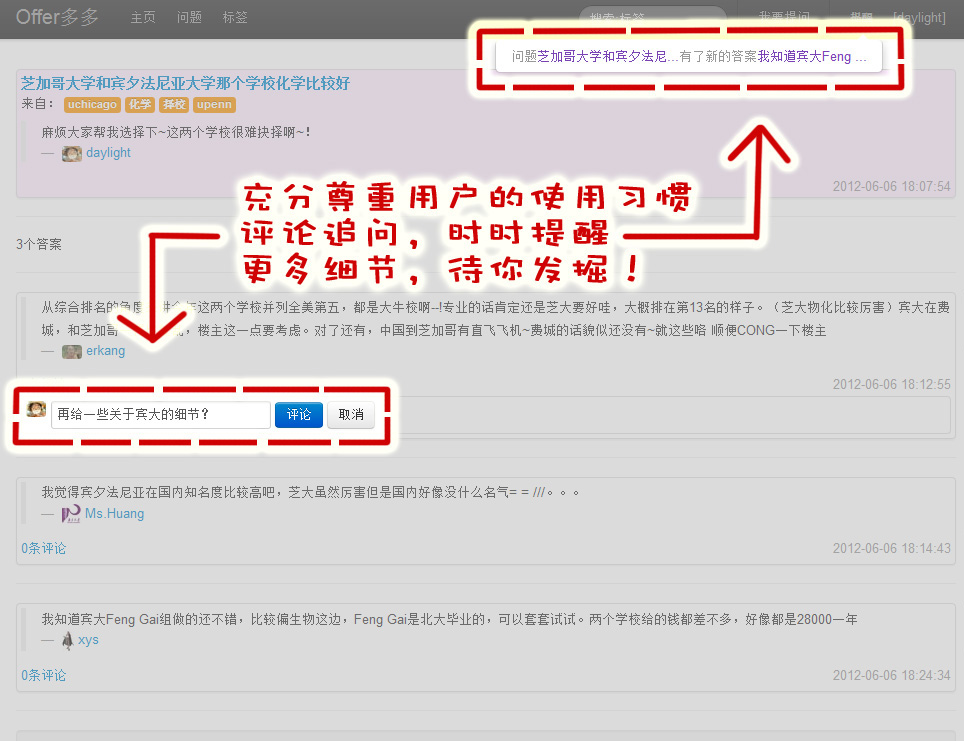 Offer多多 主页 问题 标签 搜索:标签 我要提问 [daylight]
问题芝加哥大学和宾夕法尼...有了新的答案我知道宾大Feng ...
芝加哥大学和宾夕法尼亚大学那个学校化学比较好
来自： uchicago 化学 择校 upenn
麻烦大家帮我选择下~这两个学校很难抉择啊~！
— daylight
2012-06-06 18:07:54
充分尊重用户的使用习惯
评论追问，时时提醒
更多细节，待你发掘！
3个答案
从综合排名的角度 这两个学校并列全美第五，都是大牛校啊--!专业的话肯定还是芝大要好哇，大概排在第13名的样子。（芝大物化比较厉害）宾大在费
城，和芝加哥 ，楼主这一点要考虑。对了还有，中国到芝加哥有直飞飞机~费城的话貌似还没有~就这些咯 顺便CONG一下楼主
— erkang
2012-06-06 18:12:55
再给一些关于宾大的细节？ 评论 取消
我觉得宾夕法尼亚在国内知名度比较高吧，芝大虽然厉害但是国内好像没什么名气= = ///。。。
— Ms.Huang
0条评论 2012-06-06 18:14:43
我知道宾大Feng Gai组做的还不错，比较偏生物这边，Feng Gai是北大毕业的，可以套套试试。两个学校给的钱都差不多，好像都是28000一年
— xys
0条评论 2012-06-06 18:24:34